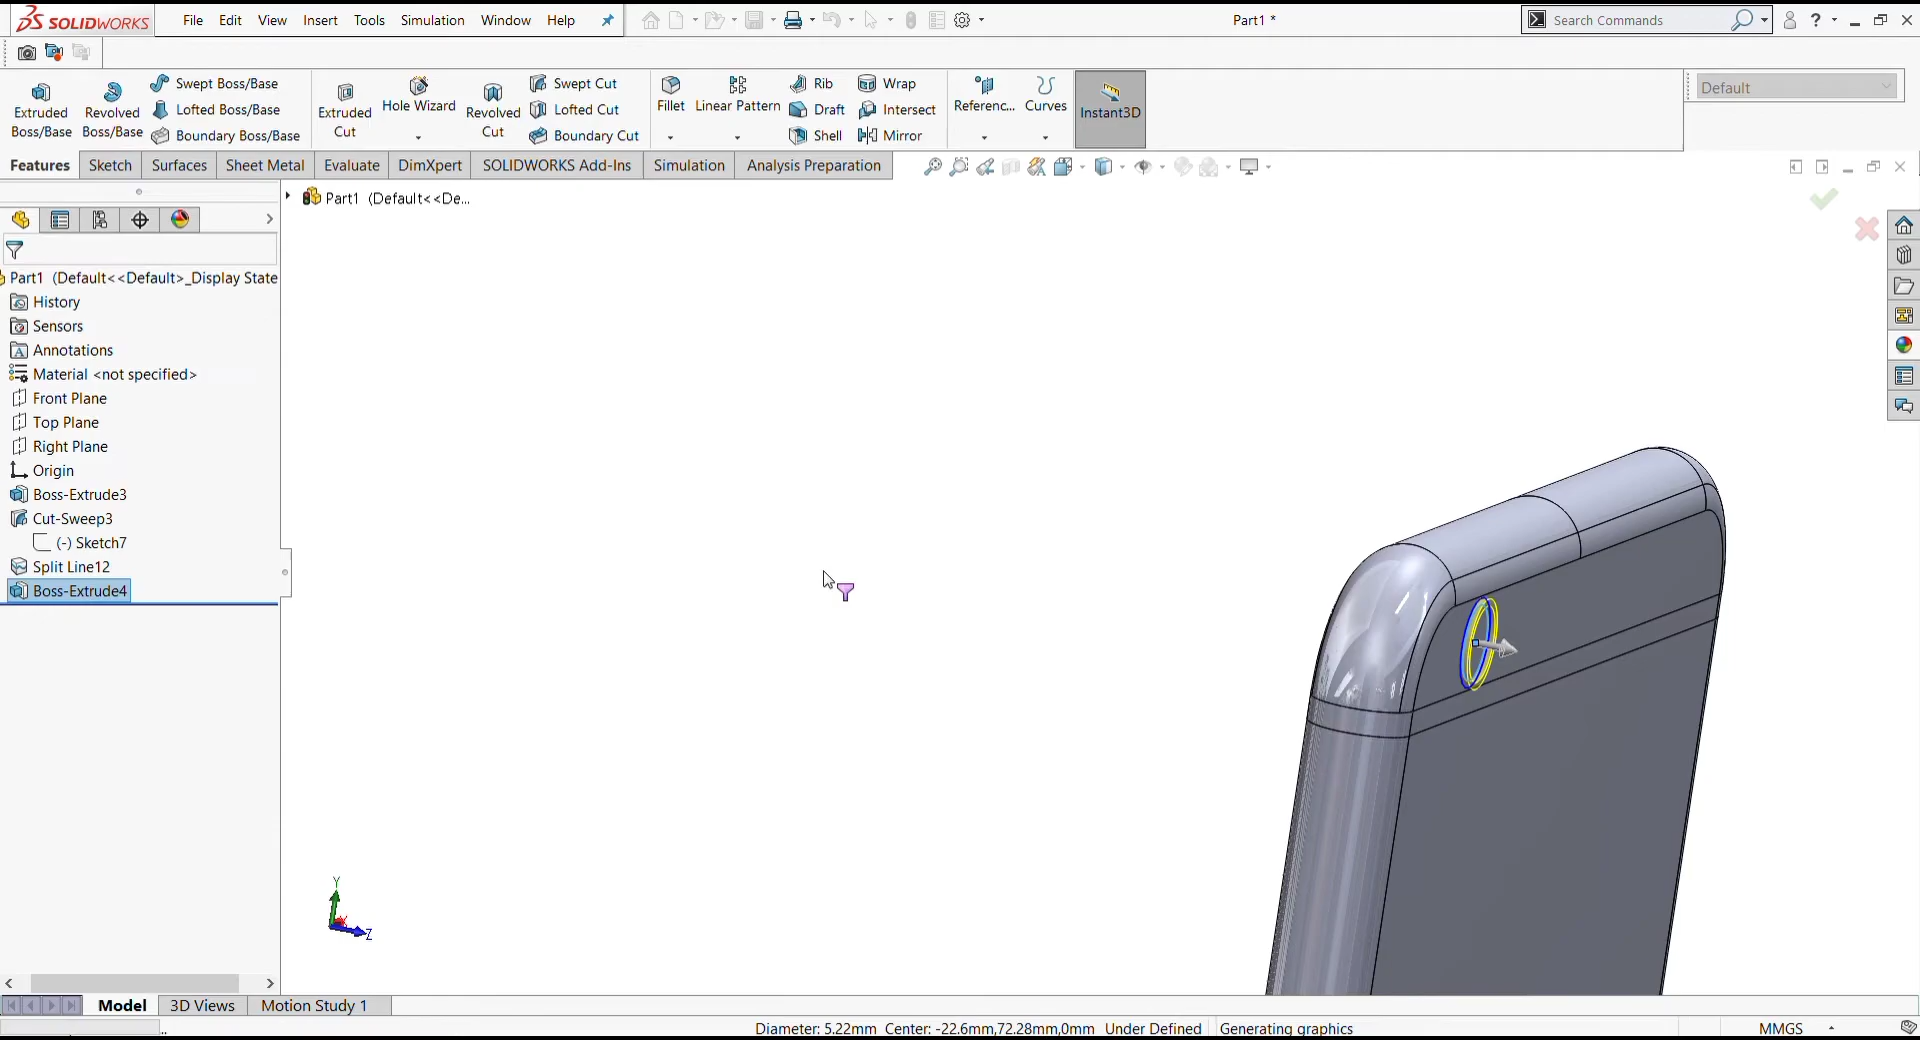 SOLIDWORKS File Edit View Insert Tools Simulation Window Help Part1 * Search Commands ?
Extruded Boss/Base
Revolved Boss/Base
Swept Boss/Base
Lofted Boss/Base
Boundary Boss/Base
Extruded Cut
Hole Wizard
Revolved Cut
Swept Cut
Lofted Cut
Boundary Cut
Fillet
Linear Pattern
Rib
Draft
Shell
Wrap
Intersect
Mirror
Referenc...
Curves
Instant3D
Default
Features Sketch Surfaces Sheet Metal Evaluate DimXpert SOLIDWORKS Add-Ins Simulation Analysis Preparation
Part1 (Default<<De...
Part1 (Default<<Default>_Display State
History
Sensors
Annotations
Material <not specified>
Front Plane
Top Plane
Right Plane
Origin
Boss-Extrude3
Cut-Sweep3
(-) Sketch7
Split Line12
Boss-Extrude4
Y
Z
Model 3D Views Motion Study 1
Diameter: 5.22mm Center: -22.6mm,72.28mm,0mm Under Defined Generating graphics MMGS